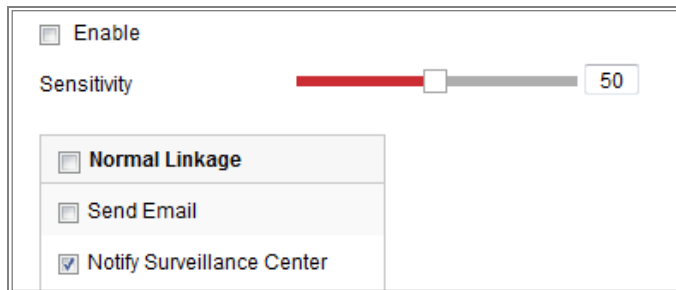 Enable
Sensitivity 50
Normal Linkage
Send Email
Notify Surveillance Center